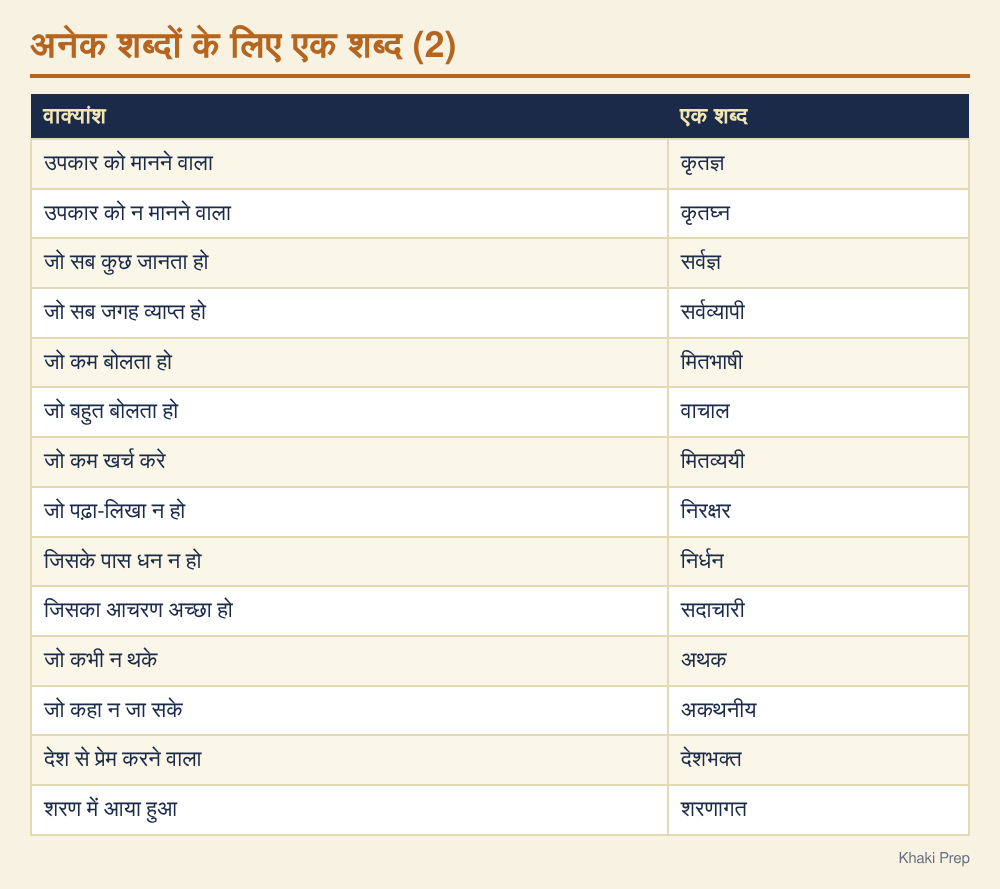 अनेक शब्दों के लिए एक शब्द (2)
वाक्यांश एक शब्द
उपकार को मानने वाला कृतज्ञ
उपकार को न मानने वाला कृतघ्न
जो सब कुछ जानता हो सर्वज्ञ
जो सब जगह व्याप्त हो सर्वव्यापी
जो कम बोलता हो मितभाषी
जो बहुत बोलता हो वाचाल
जो कम खर्च करे मितव्ययी
जो पढ़ा-लिखा न हो निरक्षर
जिसके पास धन न हो निर्धन
जिसका आचरण अच्छा हो सदाचारी
जो कभी न थके अथक
जो कहा न जा सके अकथनीय
देश से प्रेम करने वाला देशभक्त
शरण में आया हुआ शरणागत
Khaki Prep